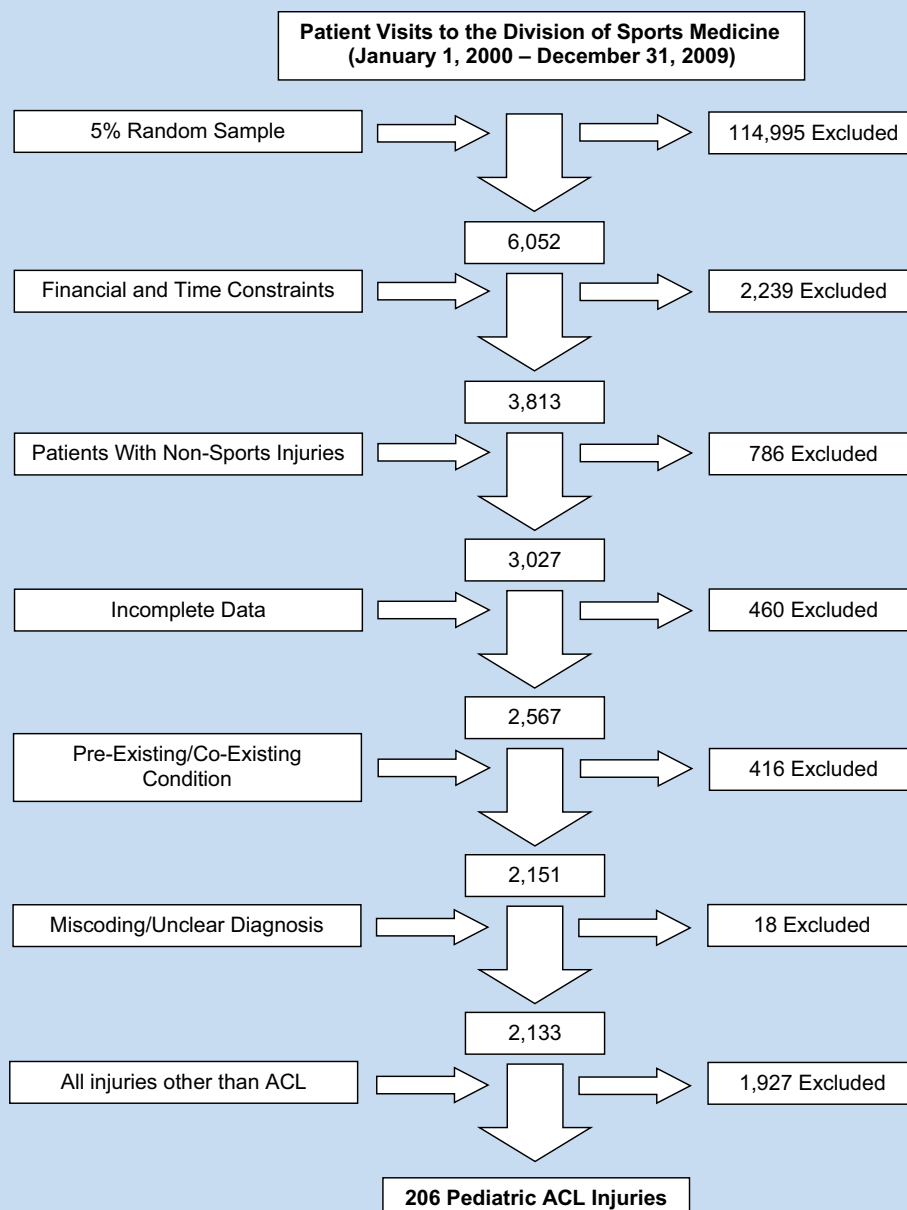 Patient Visits to the Division of Sports Medicine
(January 1, 2000 – December 31, 2009)
5% Random Sample
114,995 Excluded
6,052
Financial and Time Constraints
2,239 Excluded
3,813
Patients With Non-Sports Injuries
786 Excluded
3,027
Incomplete Data
460 Excluded
2,567
Pre-Existing/Co-Existing
Condition
416 Excluded
2,151
Miscoding/Unclear Diagnosis
18 Excluded
2,133
All injuries other than ACL
1,927 Excluded
206 Pediatric ACL Injuries